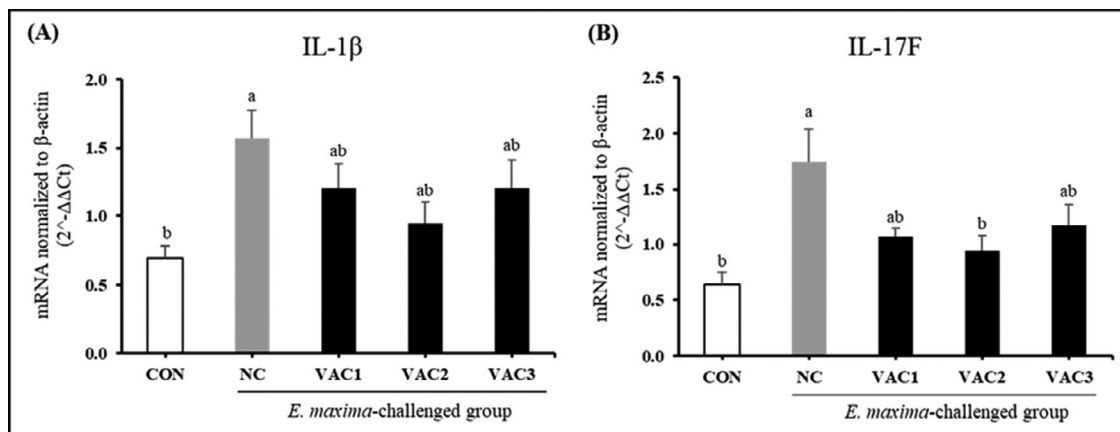 (A)
IL-1β
mRNA normalized to β-actin
(2^-ΔΔCt)
2.0
1.5
1.0
0.5
0.0
b
a
ab
ab
ab
CON
NC
VAC1
VAC2
VAC3
E. maxima-challenged group
(B)
IL-17F
mRNA normalized to β-actin
(2^-ΔΔCt)
2.5
2.0
1.5
1.0
0.5
0.0
b
a
ab
b
ab
CON
NC
VAC1
VAC2
VAC3
E. maxima-challenged group